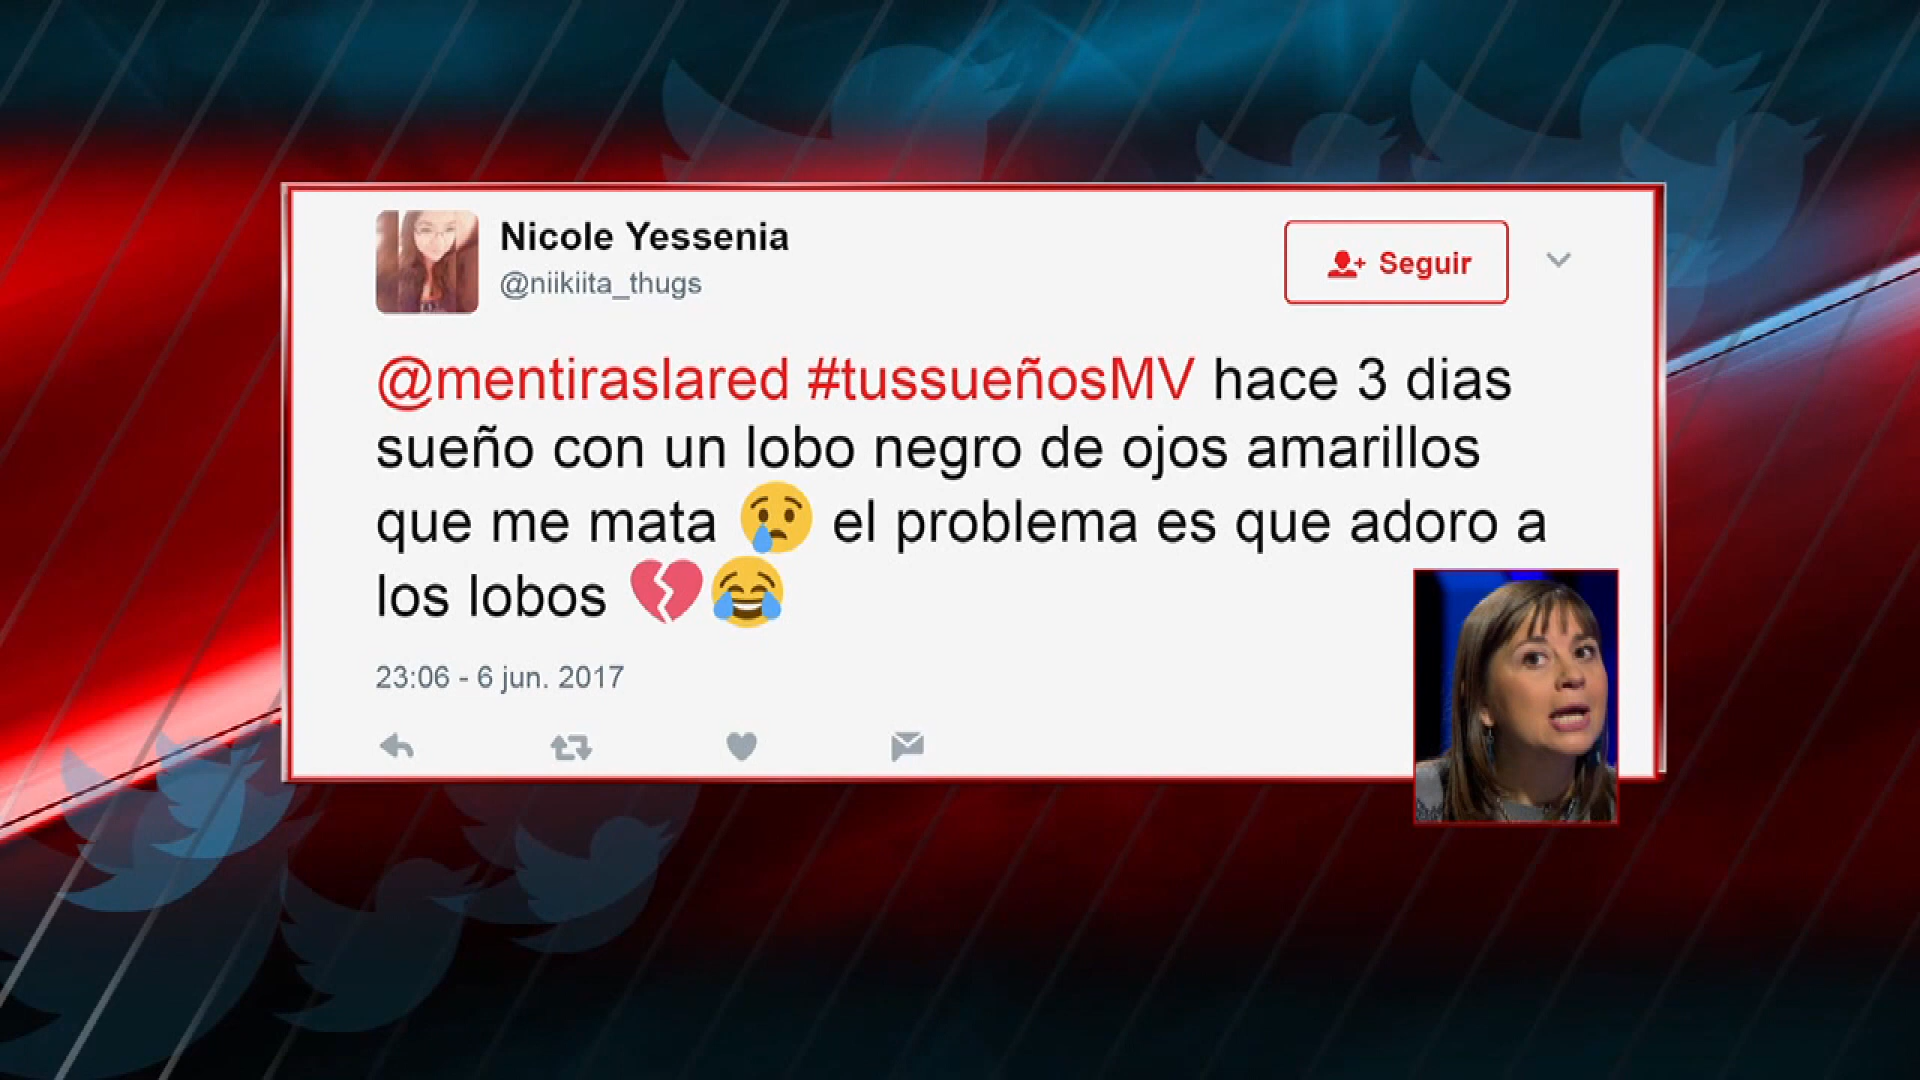 Nicole Yessenia
@niikiita_thugs
Seguir
@mentiraslared #tussueñosMV hace 3 dias
sueño con un lobo negro de ojos amarillos
que me mata 😢 el problema es que adoro a
los lobos 💔😂
23:06 - 6 jun. 2017